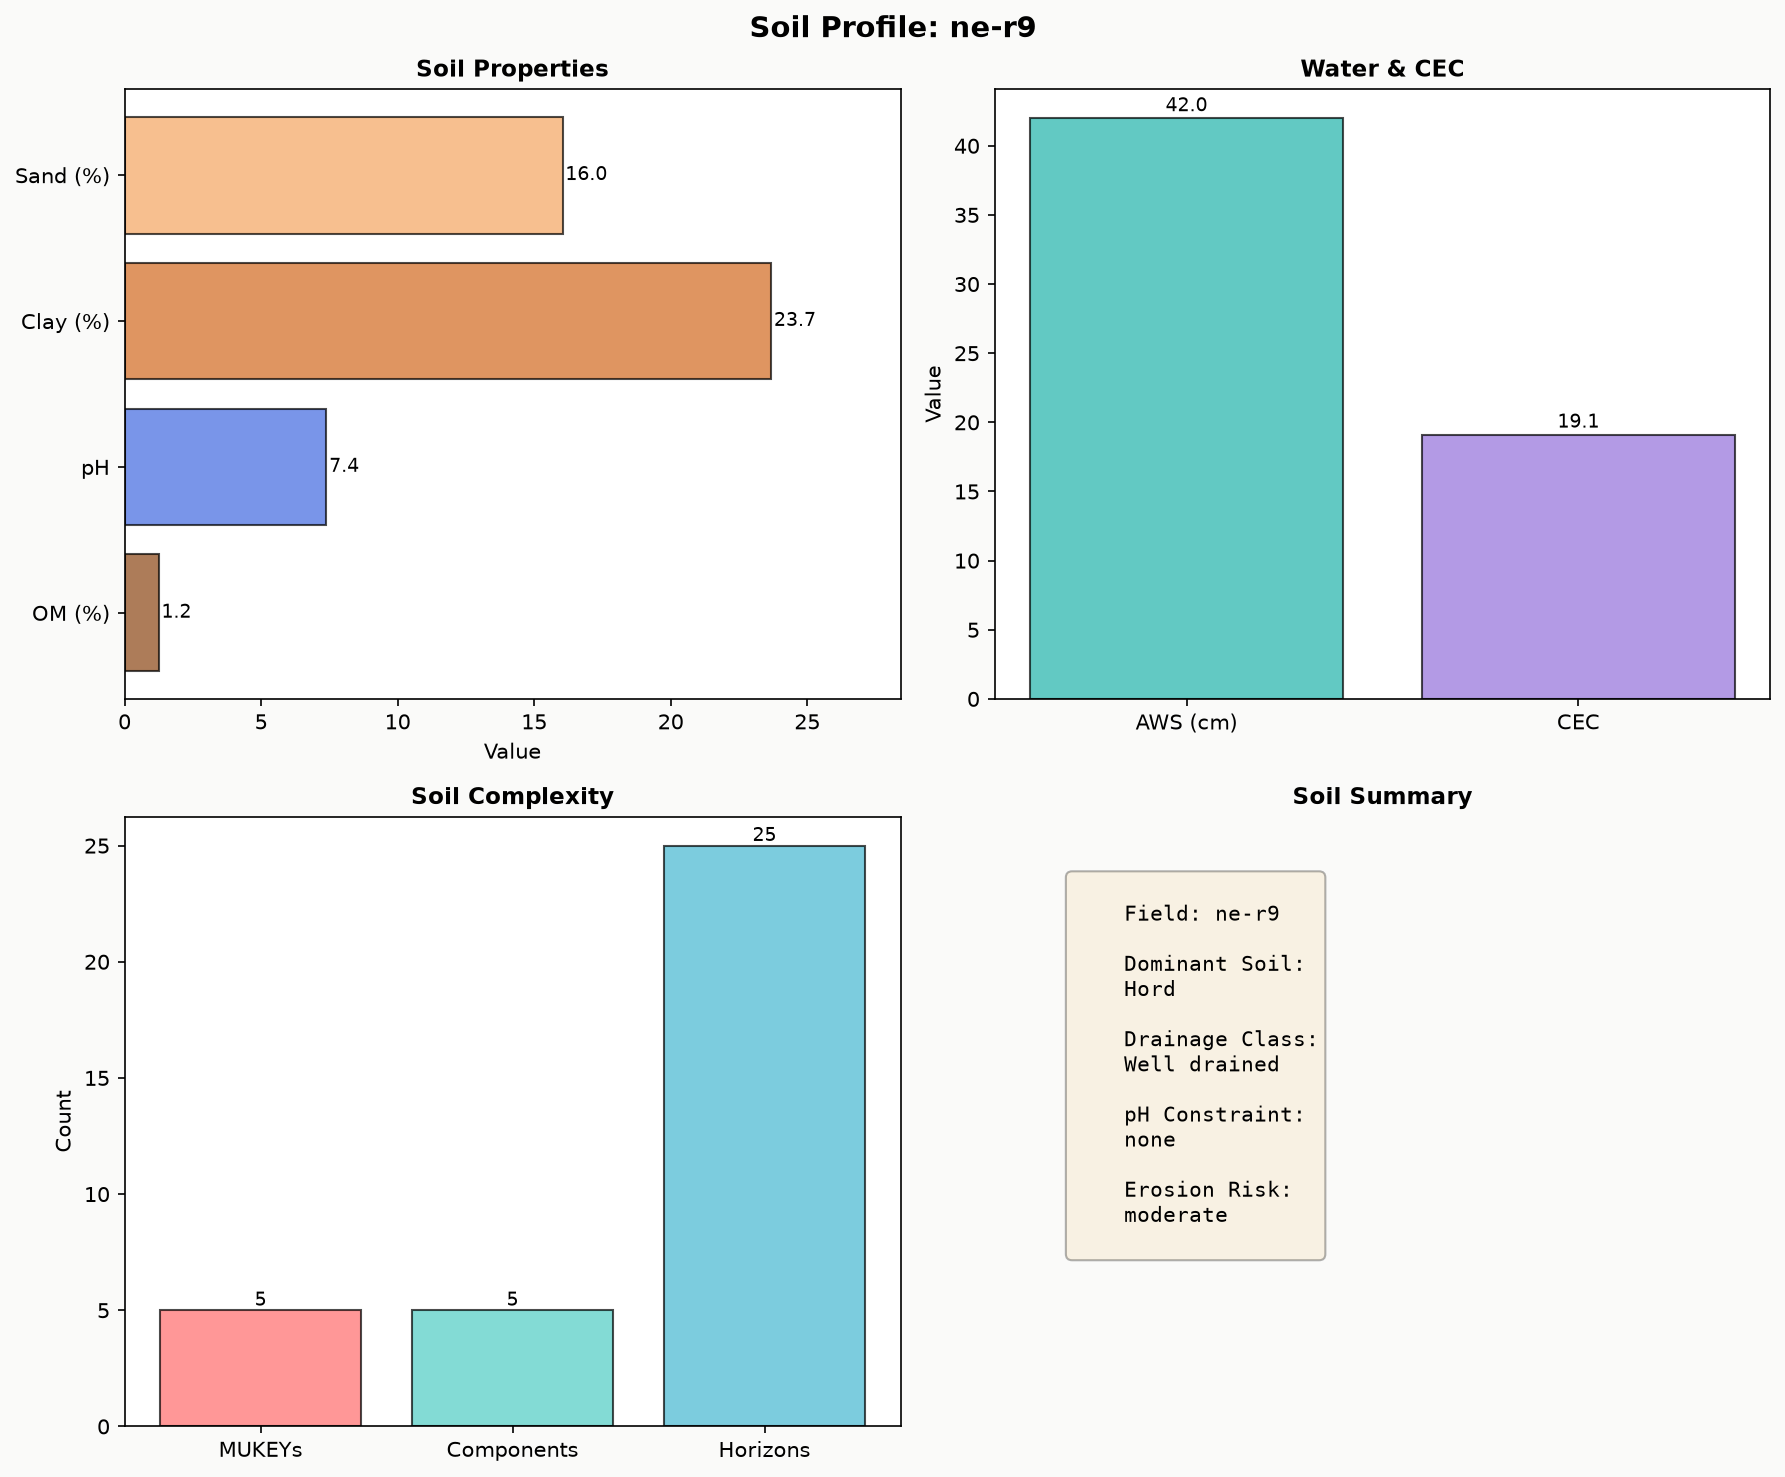 Soil Profile: ne-r9
Soil Properties
Sand (%)
16.0
Clay (%)
23.7
pH
7.4
OM (%)
1.2
0 5 10 15 20 25
Value
Water & CEC
Value
40
35
30
25
20
15
10
5
0
42.0
19.1
AWS (cm) CEC
Soil Complexity
Count
25
20
15
10
5
0
5
5
25
MUKEYs Components Horizons
Soil Summary
Field: ne-r9
Dominant Soil:
Hord
Drainage Class:
Well drained
pH Constraint:
none
Erosion Risk:
moderate